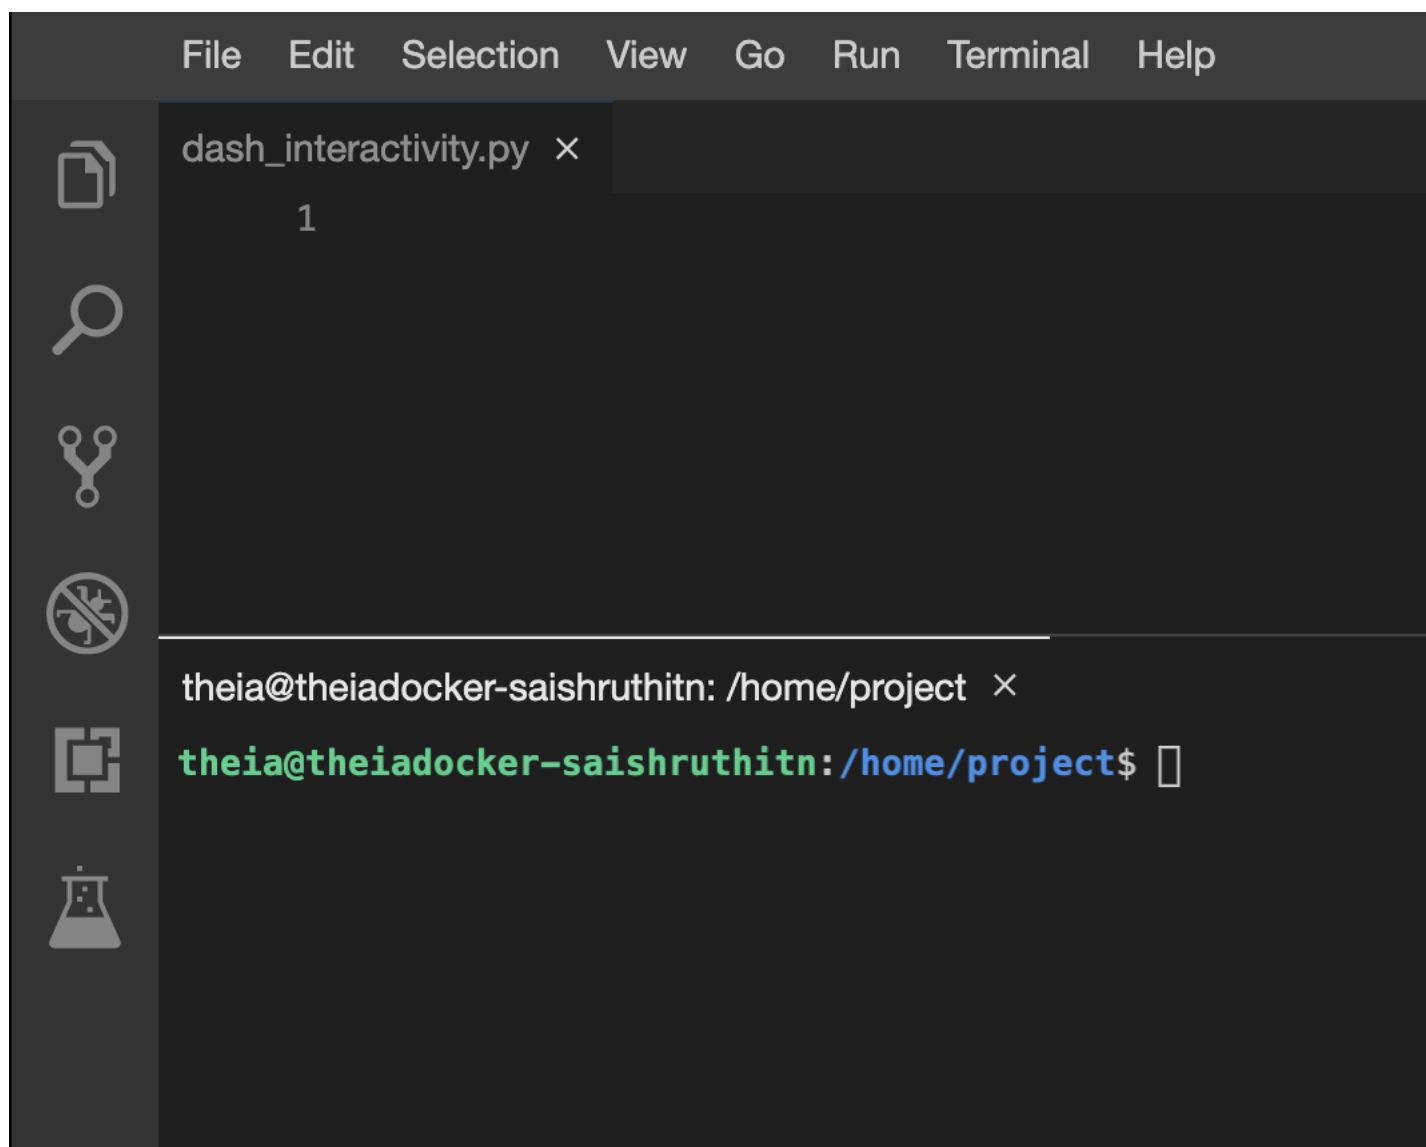 File Edit Selection View Go Run Terminal Help
dash_interactivity.py ×
1
theia@theiadocker-saishruthitn: /home/project ×
theia@theiadocker-saishruthitn:/home/project$